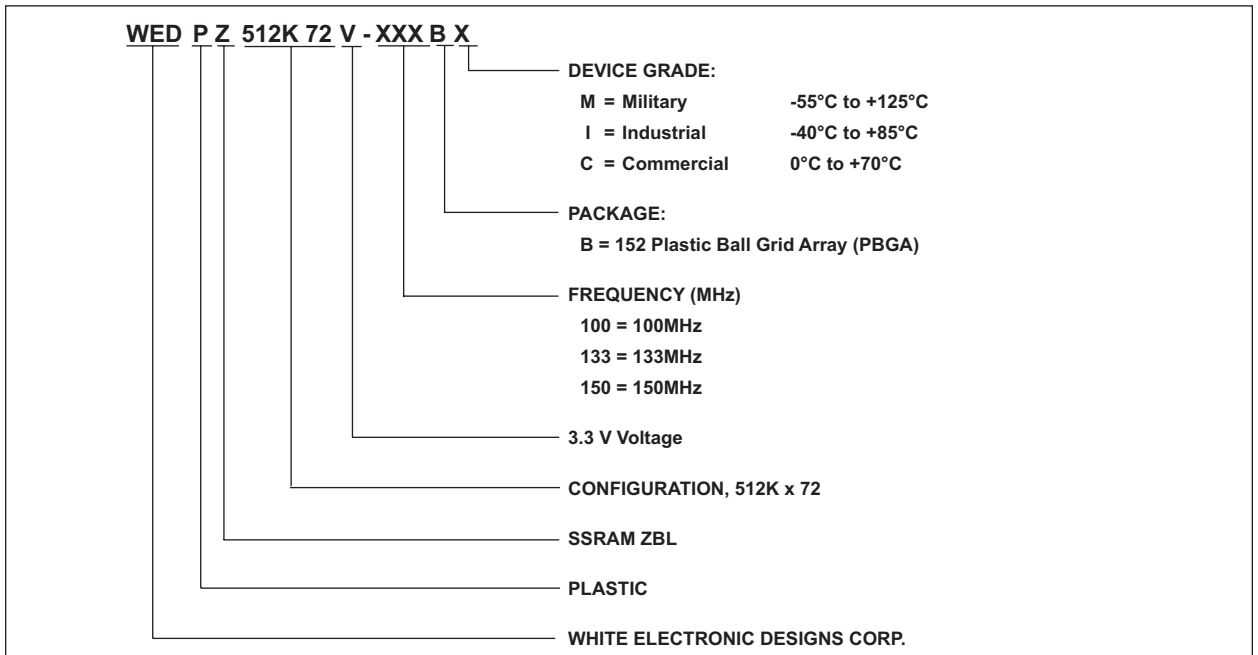 WED P Z 512K 72 V - XXX B X
DEVICE GRADE:
M = Military -55°C to +125°C
I = Industrial -40°C to +85°C
C = Commercial 0°C to +70°C
PACKAGE:
B = 152 Plastic Ball Grid Array (PBGA)
FREQUENCY (MHz)
100 = 100MHz
133 = 133MHz
150 = 150MHz
3.3 V Voltage
CONFIGURATION, 512K x 72
SSRAM ZBL
PLASTIC
WHITE ELECTRONIC DESIGNS CORP.